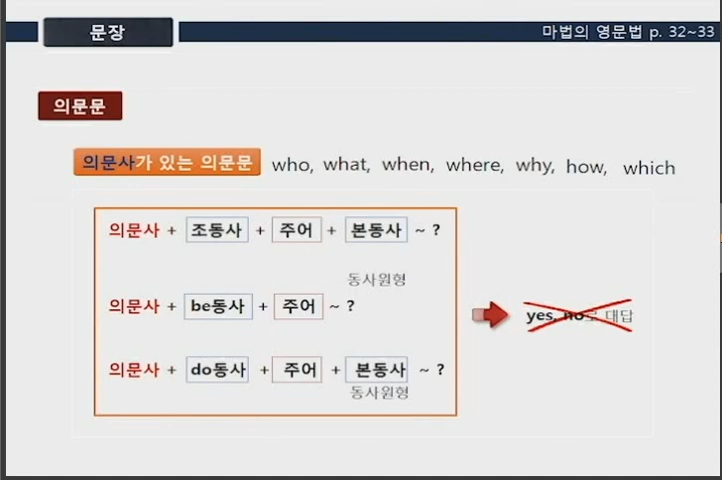 문장
마법의 영문법 p. 32~33
의문문
의문사가 있는 의문문 who, what, when, where, why, how, which
의문사 + 조동사 + 주어 + 본동사 ~ ?
동사원형
의문사 + be동사 + 주어 ~ ?
yes, no로 대답
의문사 + do동사 + 주어 + 본동사 ~ ?
동사원형